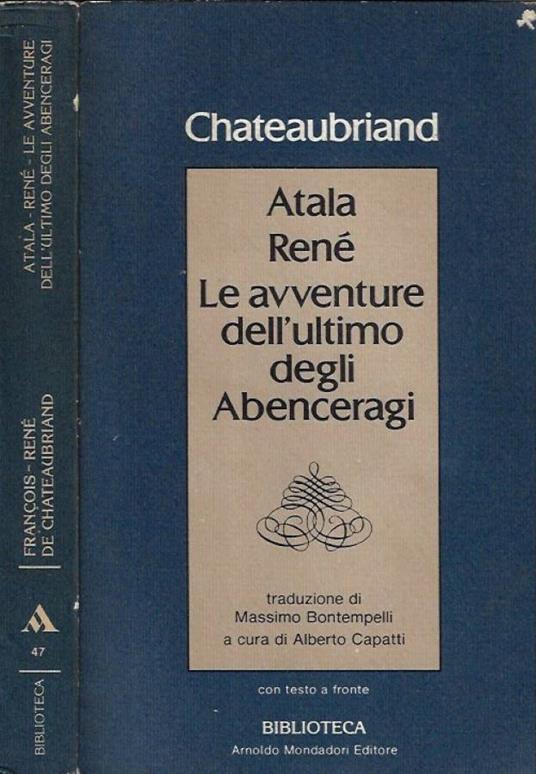 ATALA - RENÉ - LE AVVENTURE
DELL'ULTIMO DEGLI ABENCERAGI
FRANÇOIS - RENÉ
DE CHATEAUBRIAND
47
BIBLIOTECA
Chateaubriand
Atala
René
Le avventure
dell'ultimo
degli
Abenceragi
traduzione di
Massimo Bontempelli
a cura di Alberto Capatti
con testo a fronte
BIBLIOTECA
Arnoldo Mondadori Editore